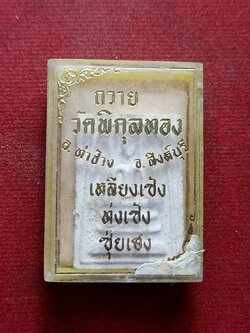 ถวาย
วัดพิกุลทอง
อ.ท่าช้าง จ.สิงห์บุรี
เหลียงเซ้ง
ห่งเซ้ง
ซุ่ยเฮง